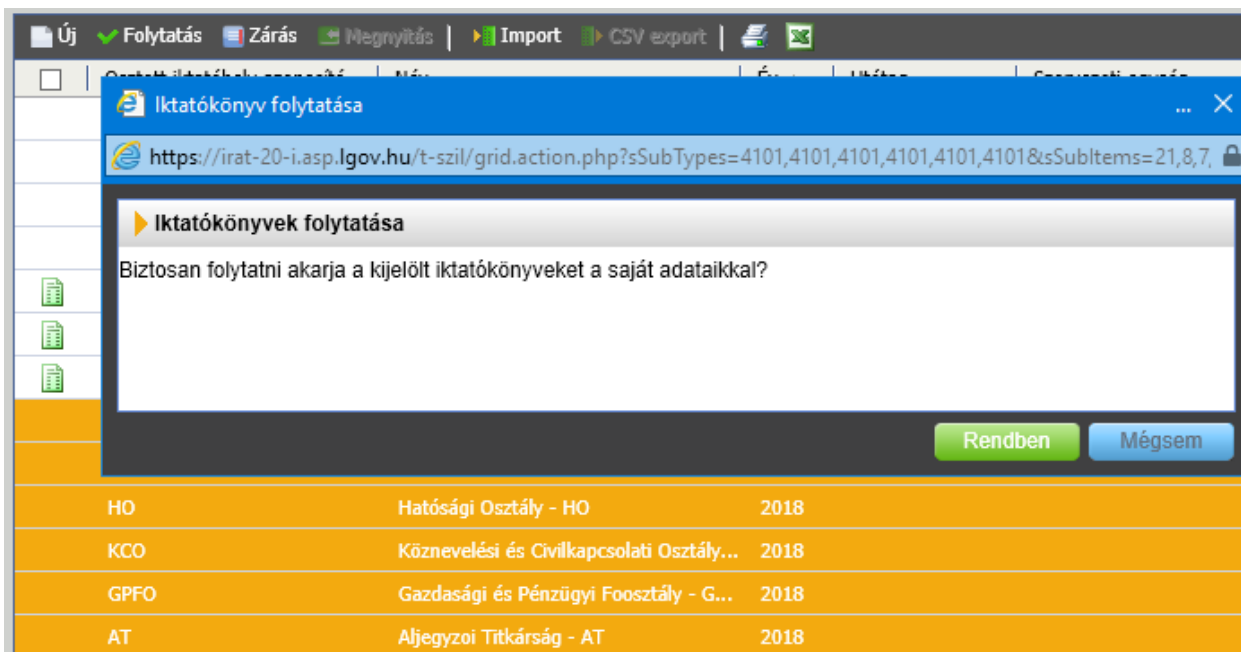 Új Folytatás Zárás Megnyitás | Import CSV export |
Iktatókönyv folytatása ...
https://irat-20-i.asp.lgov.hu/t-szil/grid.action.php?sSubTypes=4101,4101,4101,4101,4101,4101&sSubItems=21,8,7,
Iktatókönyvek folytatása
Biztosan folytatni akarja a kijelölt iktatókönyveket a saját adataikkal?
Rendben Mégsem
HO Hatósági Osztály - HO 2018
KCO Köznevelési és Civilkapcsolati Osztály... 2018
GPFO Gazdasági és Pénzügyi Foosztály - G... 2018
AT Aljegyzoi Titkárság - AT 2018